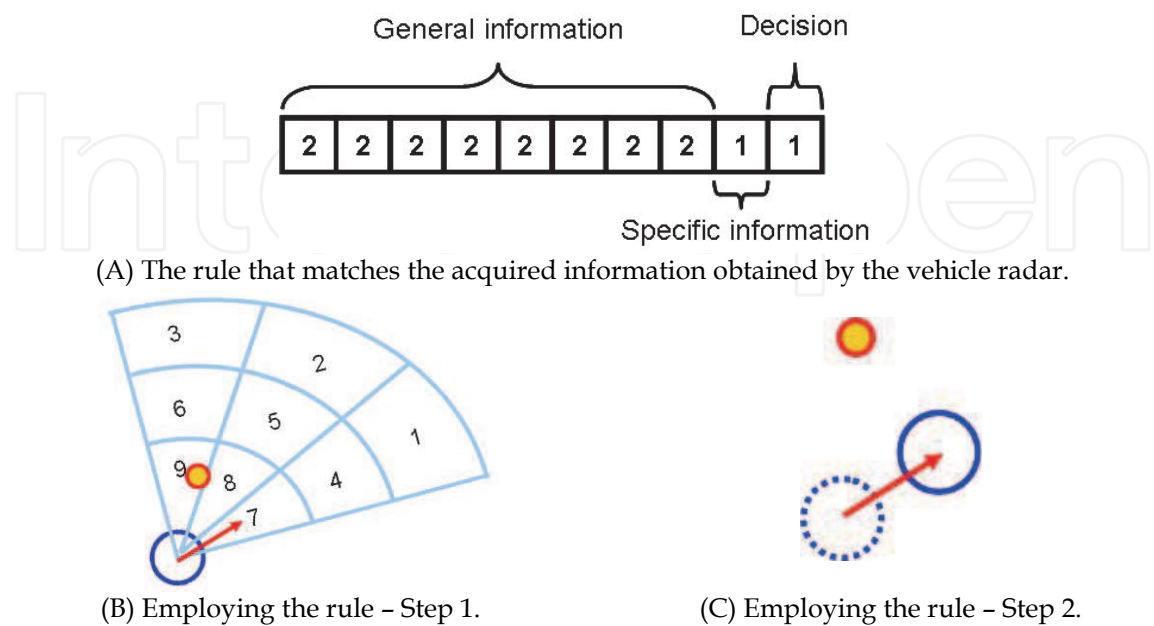 General information
Decision
2 2 2 2 2 2 2 2 1 1
Specific information
(A) The rule that matches the acquired information obtained by the vehicle radar.
3
2
6
5
1
9
8
4
7
(B) Employing the rule – Step 1.
(C) Employing the rule – Step 2.